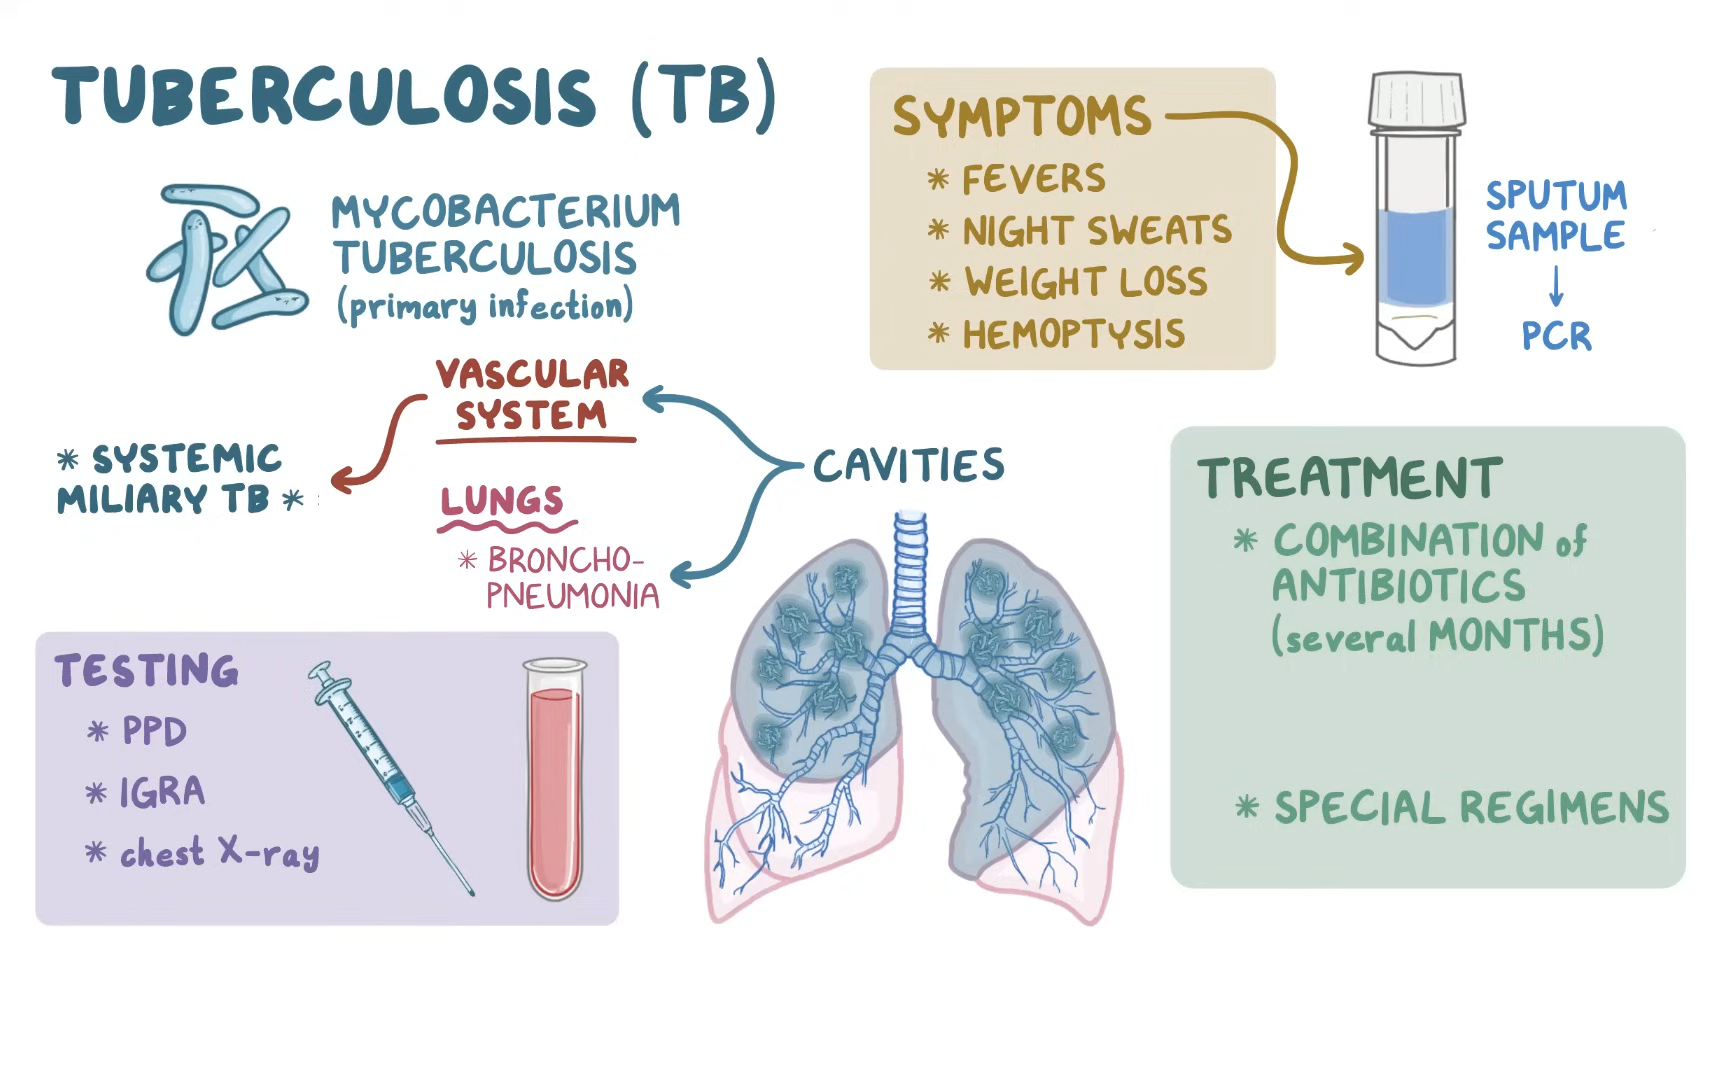 TUBERCULOSIS (TB)
MYCOBACTERIUM
TUBERCULOSIS
(primary infection)
SYMPTOMS
* FEVERS
* NIGHT SWEATS
* WEIGHT LOSS
* HEMOPTYSIS
SPUTUM
SAMPLE
↓
PCR
VASCULAR
SYSTEM
* SYSTEMIC
MILIARY TB *
CAVITIES
LUNGS
* BRONCHO-
PNEUMONIA
TESTING
* PPD
* IGRA
* chest X-ray
TREATMENT
* COMBINATION of
ANTIBIOTICS
(several MONTHS)
* SPECIAL REGIMENS